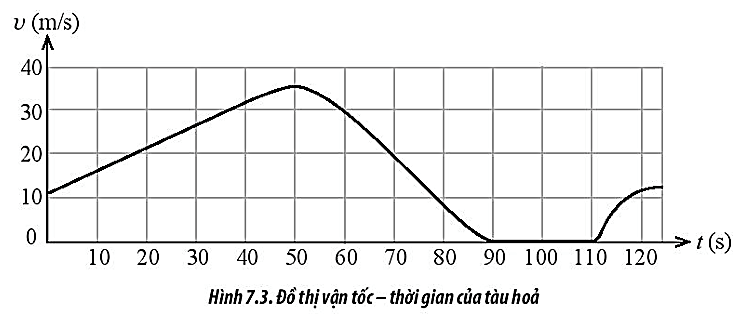 υ (m/s)
40
30
20
10
0
10 20 30 40 50 60 70 80 90 100 110 120
t (s)
Hình 7.3. Đồ thị vận tốc – thời gian của tàu hoả